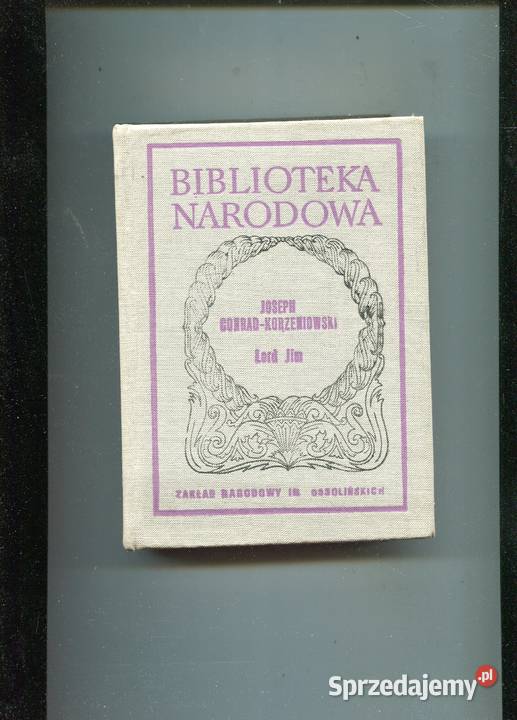 BIBLIOTEKA
NARODOWA
JOSEPH
CONRAD-KORZENIOWSKI
Lord Jim
ZAKŁAD NARODOWY IM. OSSOLIŃSKICH
Sprzedajemy.pl